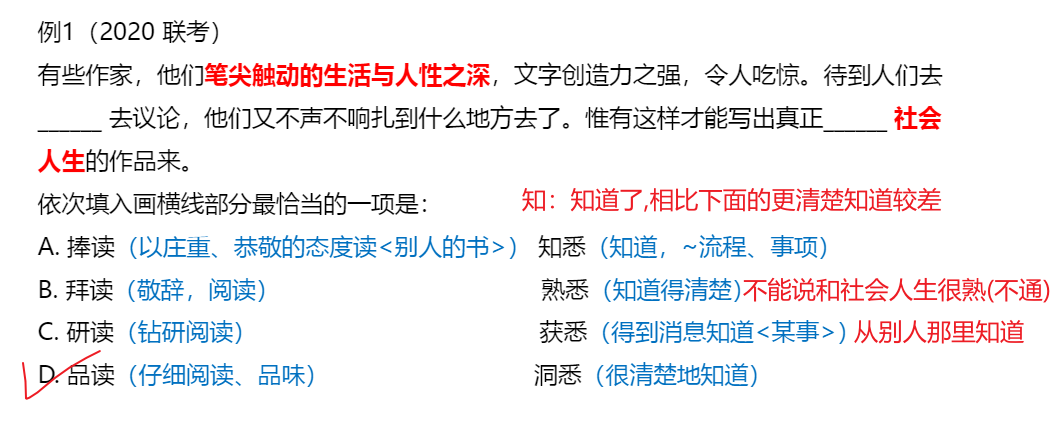 例1（2020 联考）
有些作家，他们笔尖触动的生活与人性之深，文字创造力之强，令人吃惊。待到人们去
______ 去议论，他们又不声不响扎到什么地方去了。惟有这样才能写出真正______ 社会
人生的作品来。
依次填入画横线部分最恰当的一项是：
知：知道了,相比下面的更清楚知道较差
A. 捧读（以庄重、恭敬的态度读<别人的书>） 知悉（知道，~流程、事项）
B. 拜读（敬辞，阅读） 熟悉（知道得清楚)不能说和社会人生很熟(不通)
C. 研读（钻研阅读） 获悉（得到消息知道<某事>) 从别人那里知道
D. 品读（仔细阅读、品味） 洞悉（很清楚地知道）